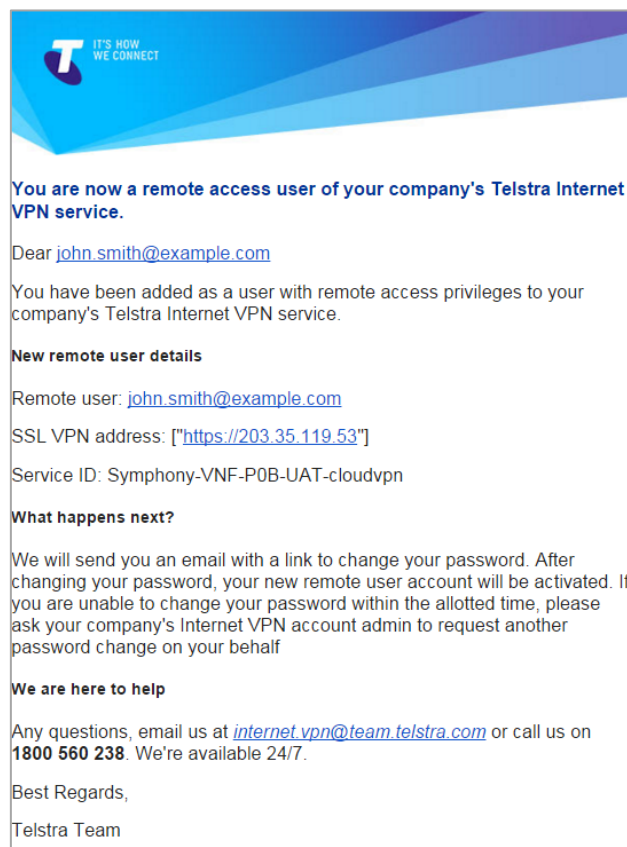 T
IT'S HOW
WE CONNECT
You are now a remote access user of your company's Telstra Internet
VPN service.
Dear john.smith@example.com
You have been added as a user with remote access privileges to your
company's Telstra Internet VPN service.
New remote user details
Remote user: john.smith@example.com
SSL VPN address: ["https://203.35.119.53"]
Service ID: Symphony-VNF-P0B-UAT-cloudvpn
What happens next?
We will send you an email with a link to change your password. After
changing your password, your new remote user account will be activated. If
you are unable to change your password within the allotted time, please
ask your company's Internet VPN account admin to request another
password change on your behalf
We are here to help
Any questions, email us at internet.vpn@team.telstra.com or call us on
1800 560 238. We're available 24/7.
Best Regards,
Telstra Team